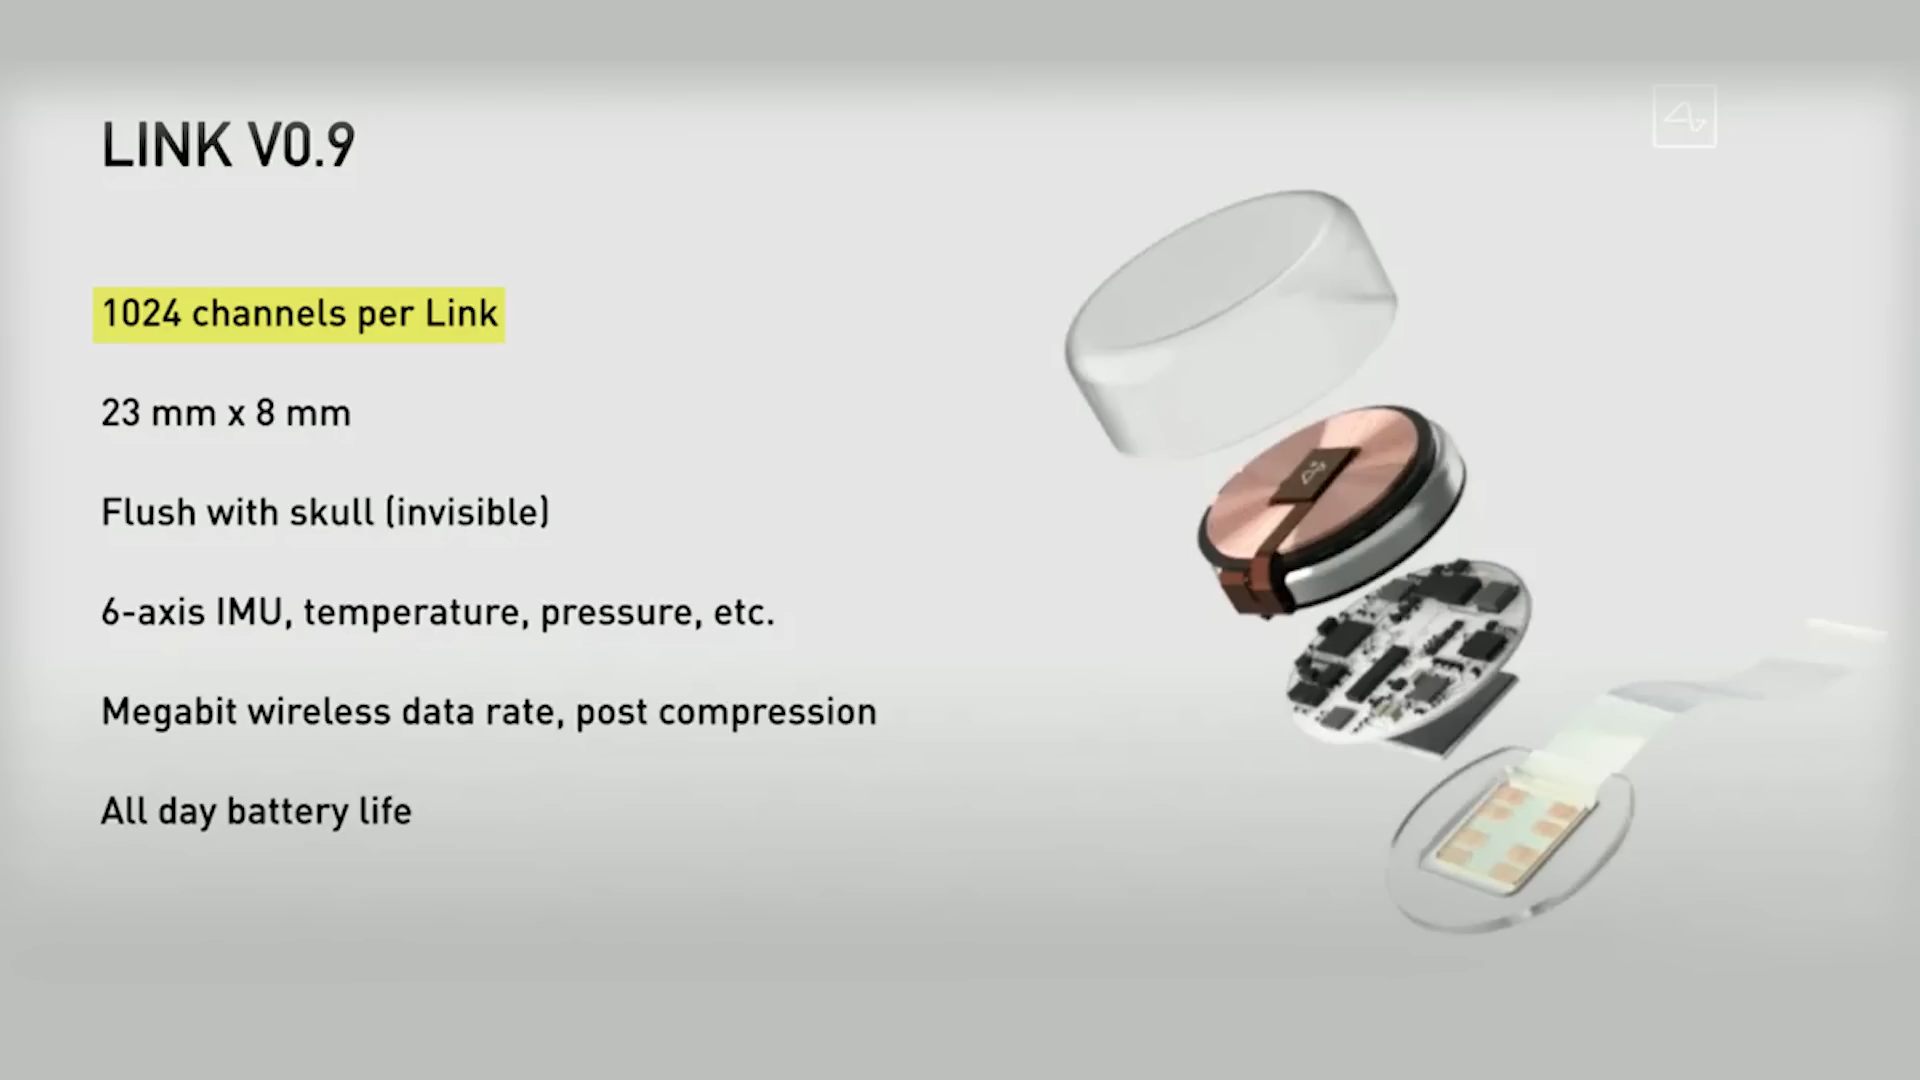 LINK V0.9
1024 channels per Link
23 mm x 8 mm
Flush with skull (invisible)
6-axis IMU, temperature, pressure, etc.
Megabit wireless data rate, post compression
All day battery life